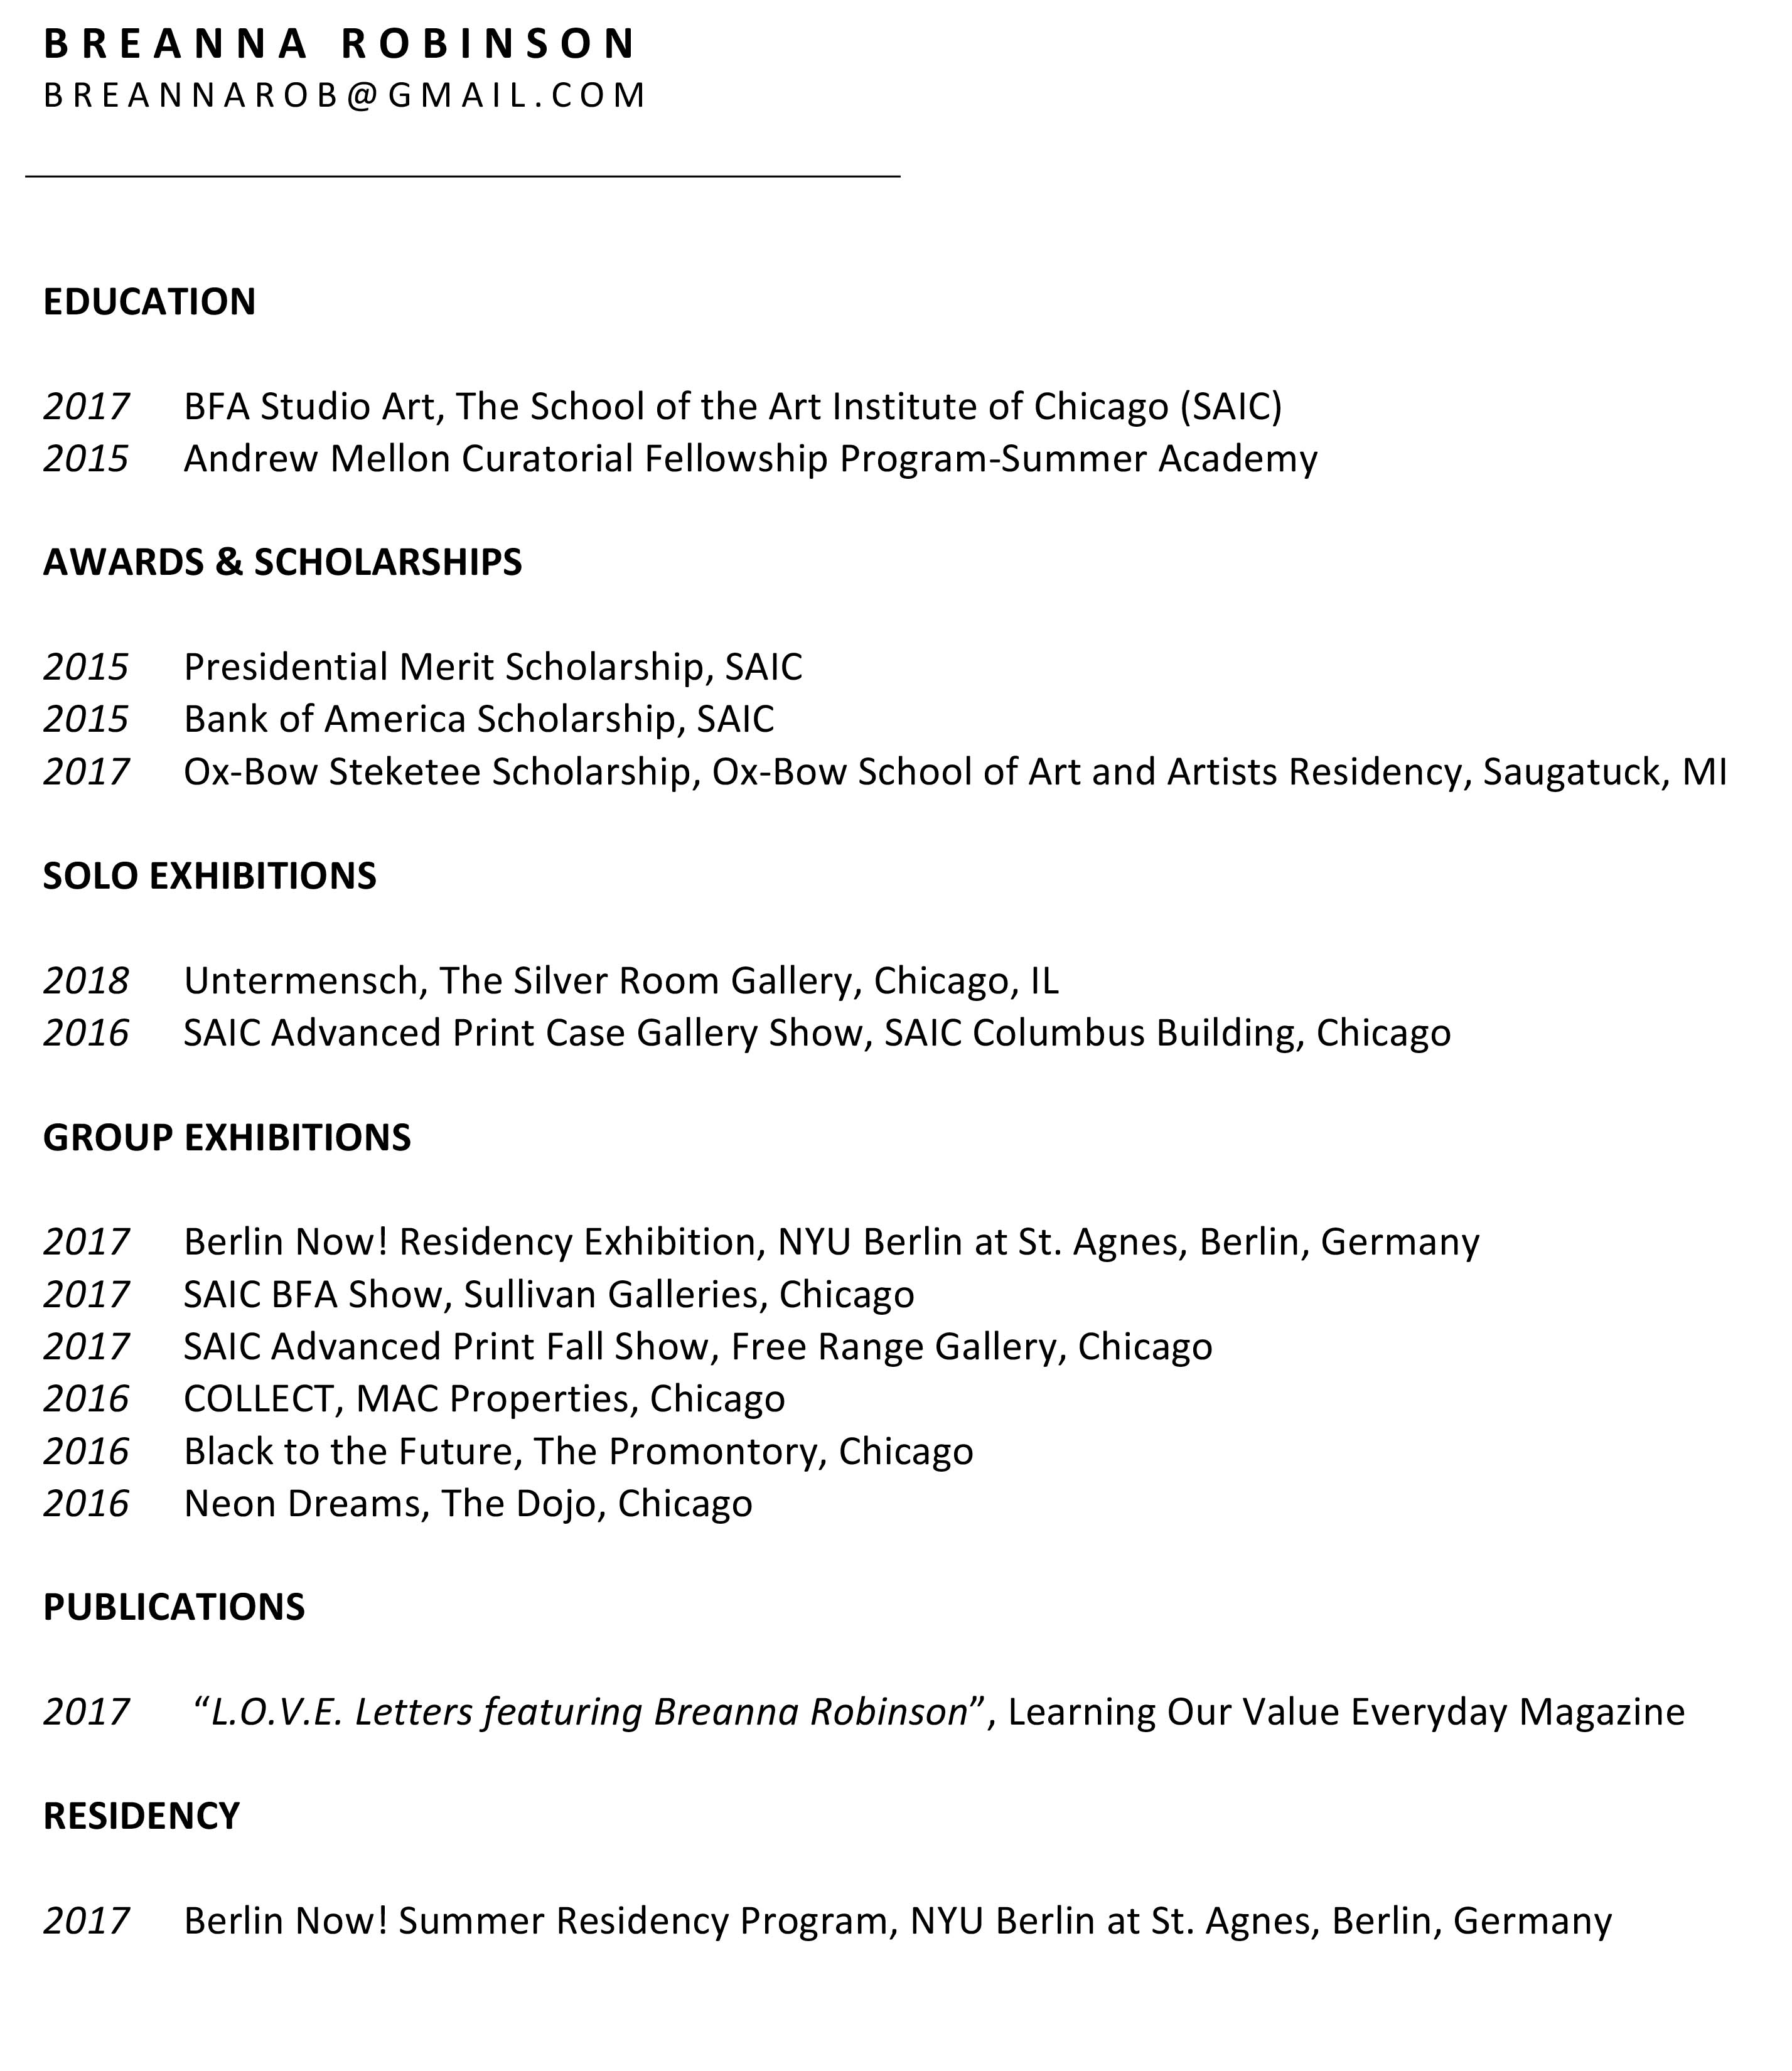 BREANNA ROBINSON
BREANNAROB@GMAIL.COM
EDUCATION
2017 BFA Studio Art, The School of the Art Institute of Chicago (SAIC)
2015 Andrew Mellon Curatorial Fellowship Program-Summer Academy
AWARDS & SCHOLARSHIPS
2015 Presidential Merit Scholarship, SAIC
2015 Bank of America Scholarship, SAIC
2017 Ox-Bow Steketee Scholarship, Ox-Bow School of Art and Artists Residency, Saugatuck, MI
SOLO EXHIBITIONS
2018 Untermensch, The Silver Room Gallery, Chicago, IL
2016 SAIC Advanced Print Case Gallery Show, SAIC Columbus Building, Chicago
GROUP EXHIBITIONS
2017 Berlin Now! Residency Exhibition, NYU Berlin at St. Agnes, Berlin, Germany
2017 SAIC BFA Show, Sullivan Galleries, Chicago
2017 SAIC Advanced Print Fall Show, Free Range Gallery, Chicago
2016 COLLECT, MAC Properties, Chicago
2016 Black to the Future, The Promontory, Chicago
2016 Neon Dreams, The Dojo, Chicago
PUBLICATIONS
2017 “L.O.V.E. Letters featuring Breanna Robinson”, Learning Our Value Everyday Magazine
RESIDENCY
2017 Berlin Now! Summer Residency Program, NYU Berlin at St. Agnes, Berlin, Germany